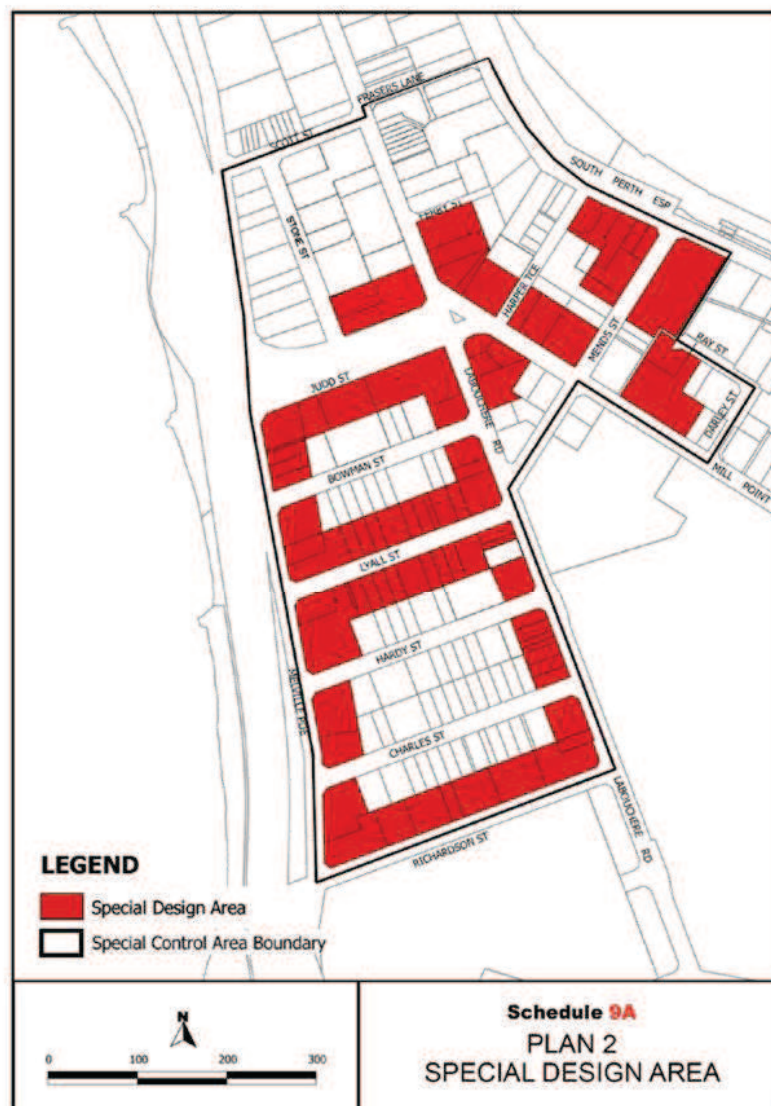 FRASERS LANE
SCOTT ST
SOUTH PERTH ESP
FERRY ST
STONE ST
HARPER TCE
MENDS ST
RAY ST
DARLEY ST
MILL POINT
JUDD ST
LABOUCHERE RD
BOWMAN ST
LYALL ST
HARDY ST
MELVILLE PDE
CHARLES ST
RICHARDSON ST
LABOUCHERE RD
LEGEND
Special Design Area
Special Control Area Boundary
N
0 100 200 300
Schedule 9A
PLAN 2
SPECIAL DESIGN AREA